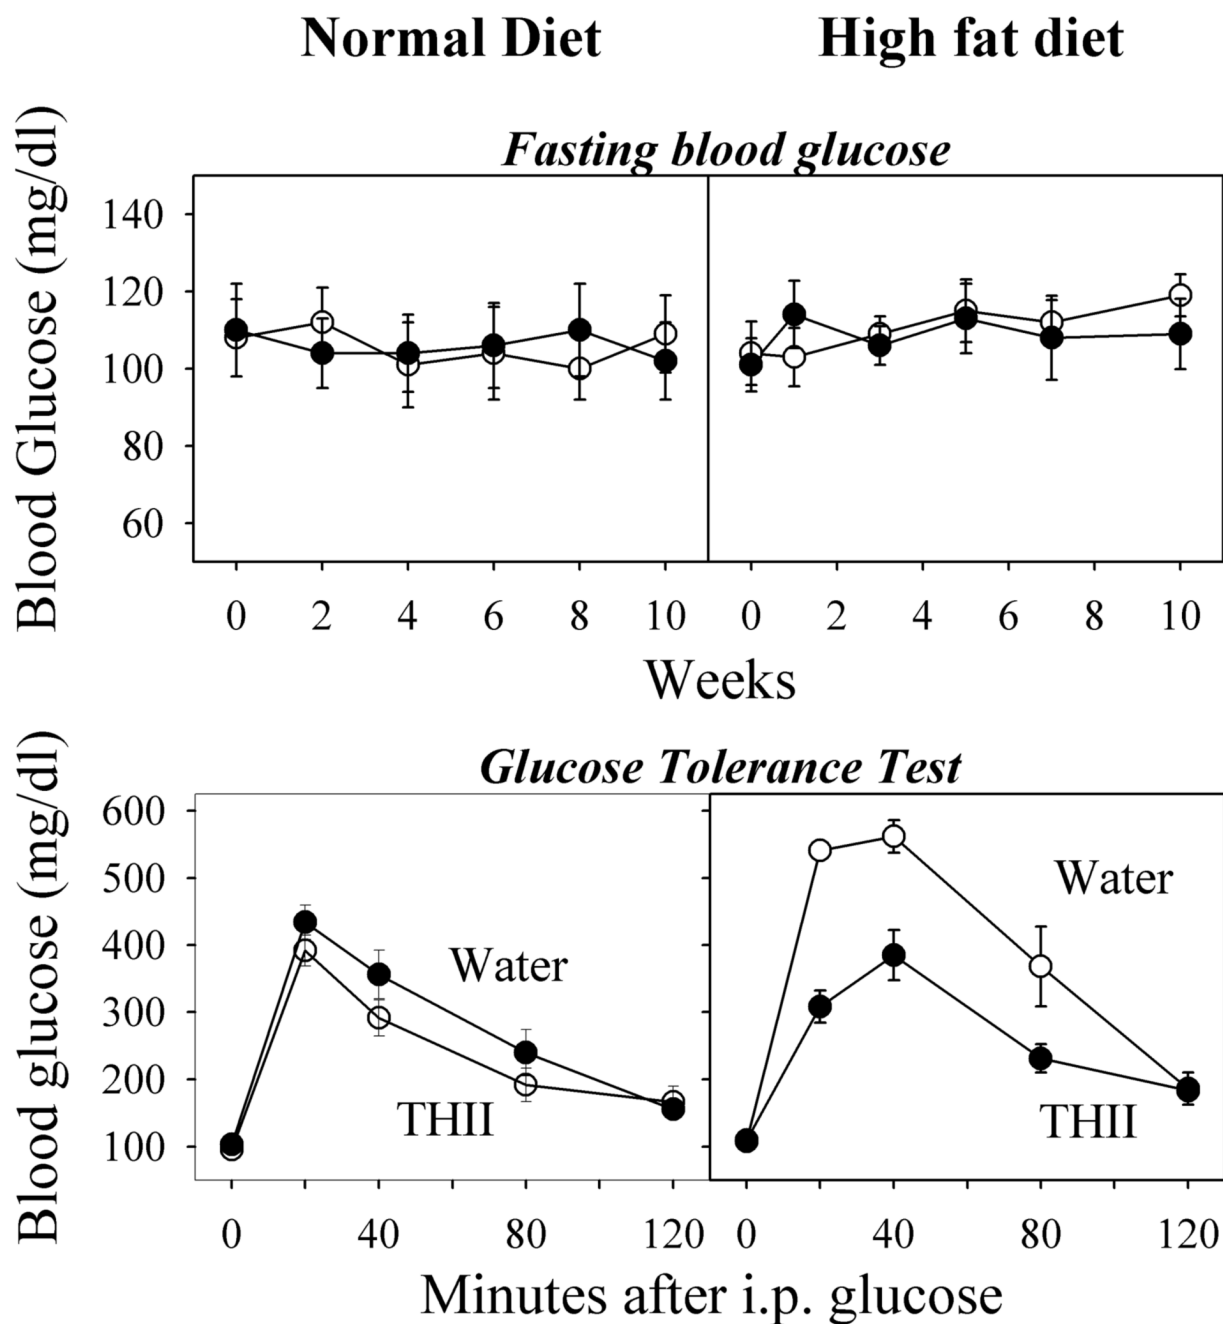 Normal Diet High fat diet
Fasting blood glucose
Blood Glucose (mg/dl)
140
120
100
80
60
0 2 4 6 8 10 0 2 4 6 8 10
Weeks
Glucose Tolerance Test
Blood glucose (mg/dl)
600
500
400
300
200
100
Water
THII
Water
THII
0 40 80 120 0 40 80 120
Minutes after i.p. glucose